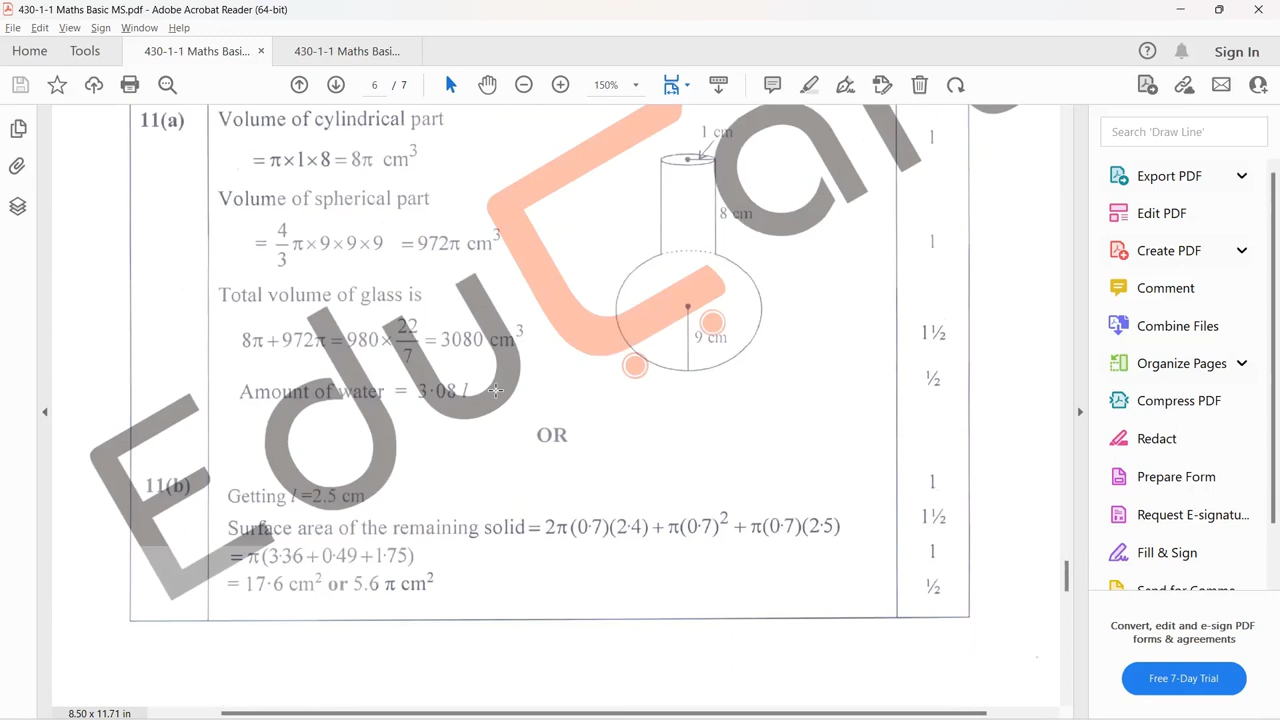 430-1-1 Maths Basic MS.pdf - Adobe Acrobat Reader (64-bit)
File Edit View Sign Window Help
Home Tools 430-1-1 Maths Basi... × 430-1-1 Maths Basi... Sign In
6 / 7 150%
11(a) Volume of cylindrical part 1
= π×1×8 = 8π cm³
Volume of spherical part
= 4/3 π×9×9×9 = 972π cm³ 1
Total volume of glass is
8π+972π = 980× 22/7 = 3080 cm³ 1½
Amount of water = 3·08 l ½
1 cm
8 cm
9 cm
OR
11(b) Getting l =2.5 cm 1
Surface area of the remaining solid = 2π(0·7)(2·4) + π(0·7)² + π(0·7)(2·5) 1½
= π(3·36+0·49+1·75) 1
= 17·6 cm² or 5.6 π cm² ½
8.50 x 11.71 in
Search 'Draw Line'
Export PDF
Edit PDF
Create PDF
Comment
Combine Files
Organize Pages
Compress PDF
Redact
Prepare Form
Request E-signatu...
Fill & Sign
Convert, edit and e-sign PDF
forms & agreements
Free 7-Day Trial